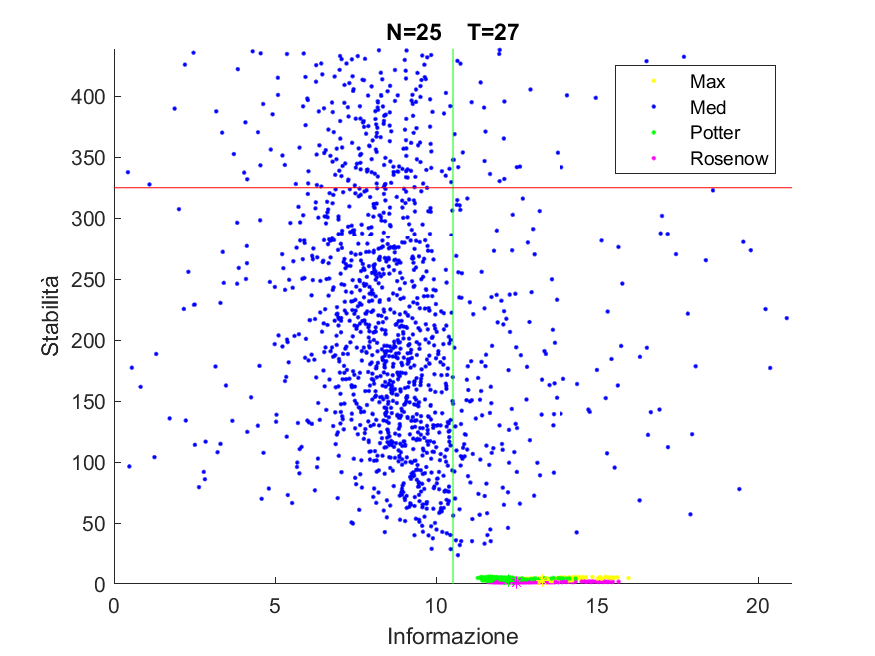 N=25 T=27
Max
Med
Potter
Rosenow
400
350
300
250
200
150
100
50
0
Stabilità
0 5 10 15 20
Informazione